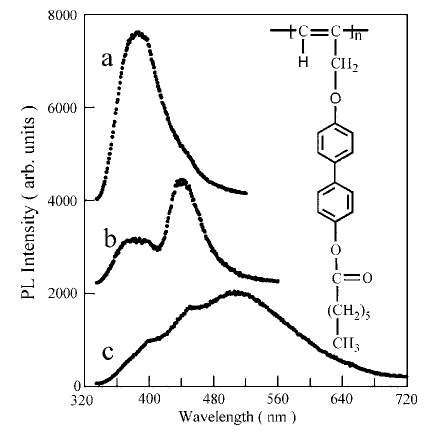 PL Intensity ( arb. units )
8000
6000
4000
2000
0
a
b
c
320 400 480 560 640 720
Wavelength ( nm )
C=C n
H
CH2
O
O
C=O
(CH2)5
CH3